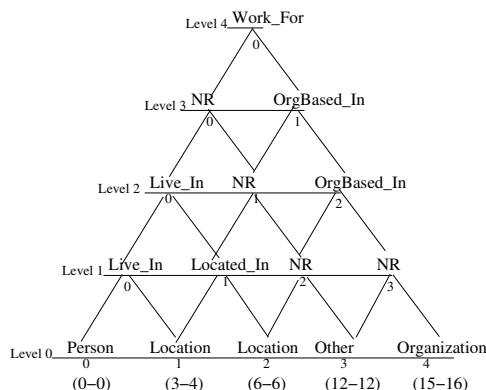 Level 4 Work_For
0
Level 3 NR OrgBased_In
0 1
Level 2 Live_In NR OrgBased_In
0 1 2
Level 1 Live_In Located_In NR NR
0 1 2 3
Level 0 Person Location Location Other Organization
0 1 2 3 4
(0−0) (3−4) (6−6) (12−12) (15−16)